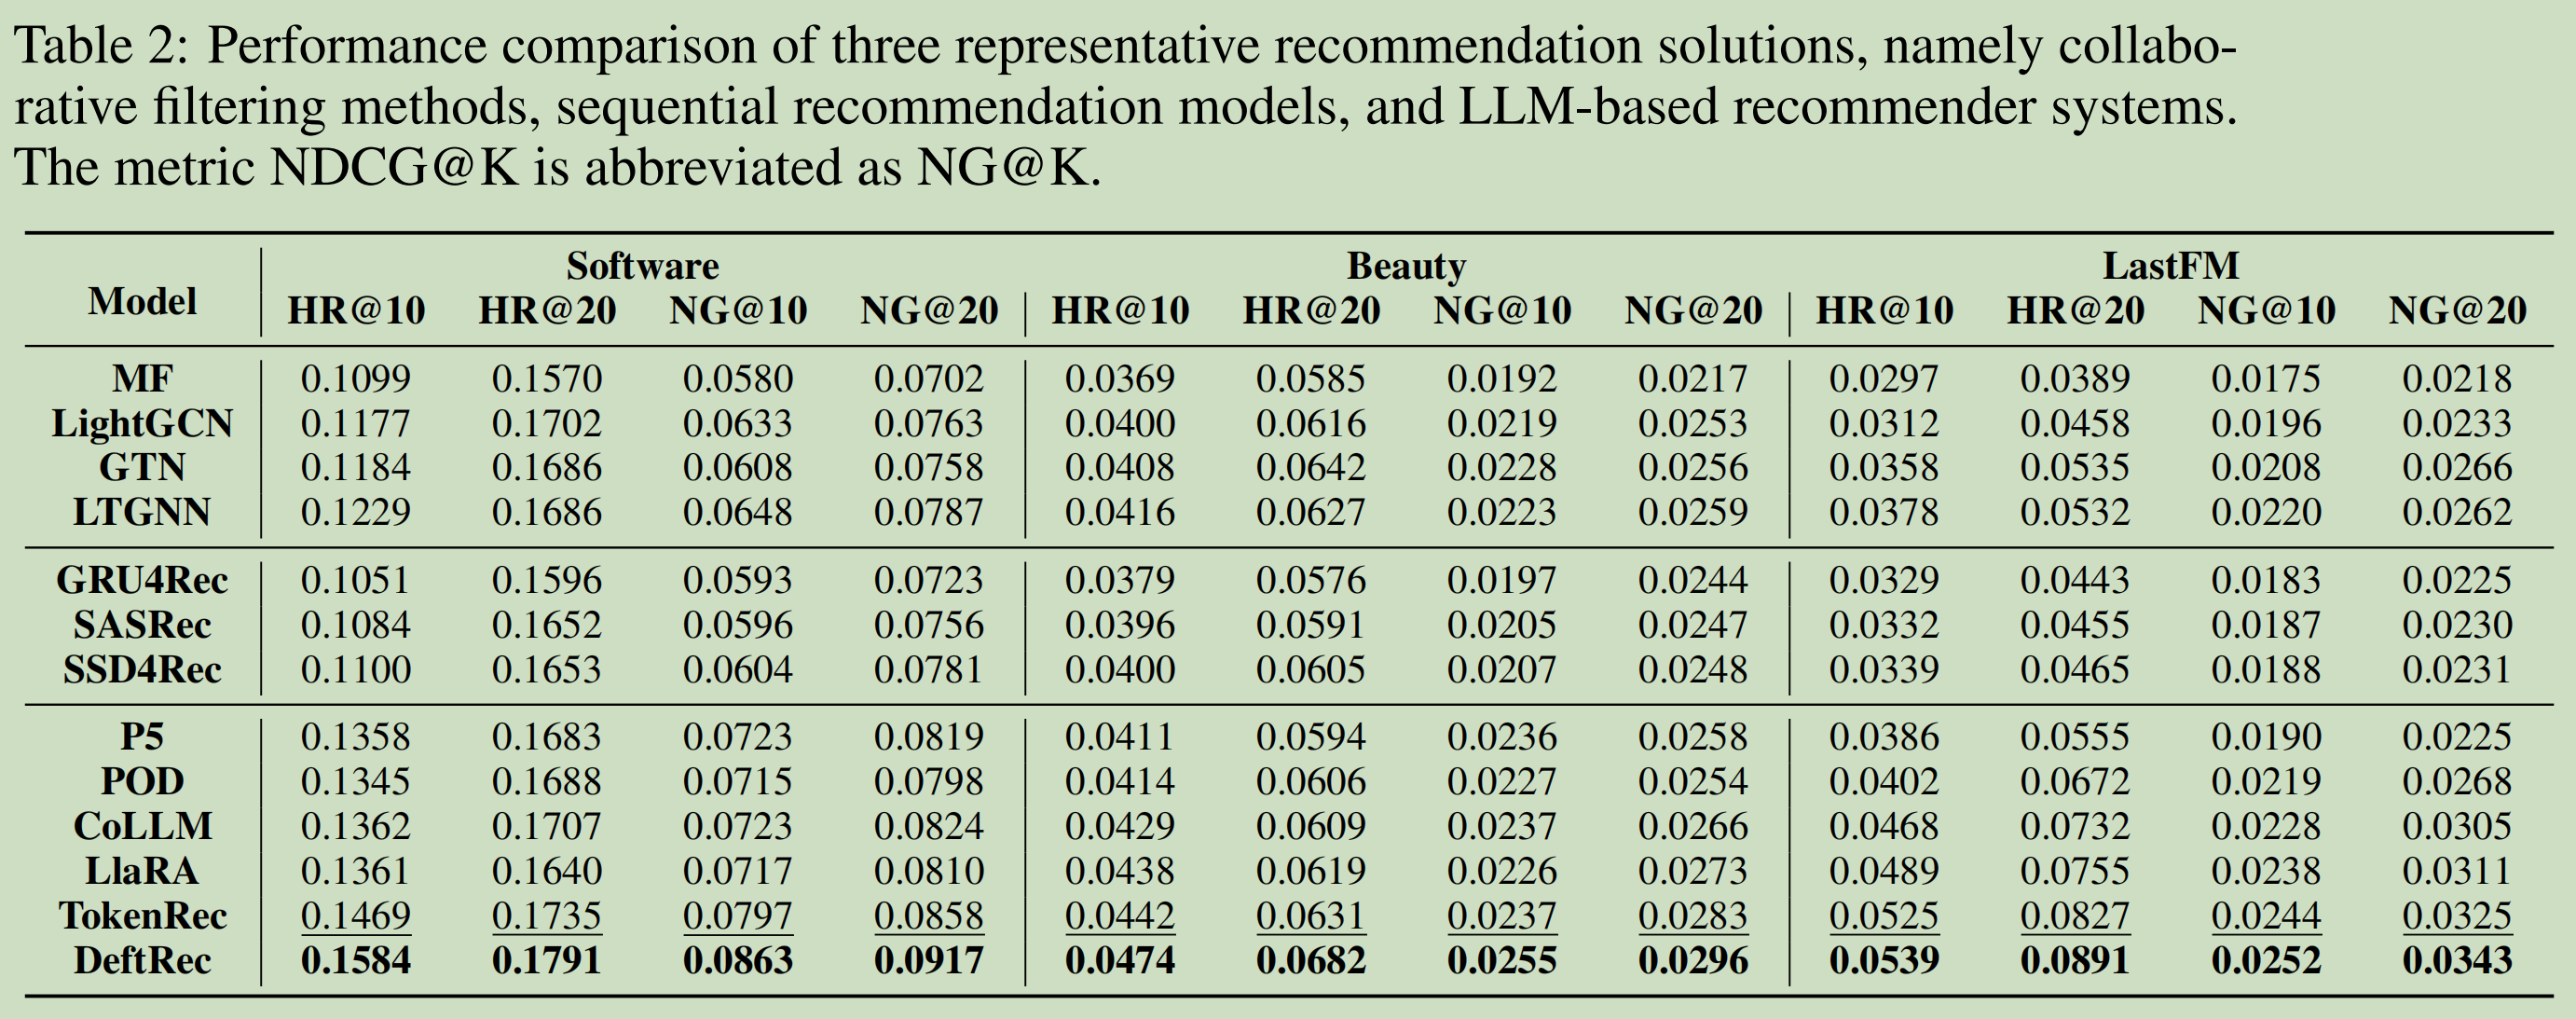 Table 2: Performance comparison of three representative recommendation solutions, namely collabo-
rative filtering methods, sequential recommendation models, and LLM-based recommender systems.
The metric NDCG@K is abbreviated as NG@K.
Model Software Beauty LastFM
HR@10 HR@20 NG@10 NG@20 HR@10 HR@20 NG@10 NG@20 HR@10 HR@20 NG@10 NG@20
MF 0.1099 0.1570 0.0580 0.0702 0.0369 0.0585 0.0192 0.0217 0.0297 0.0389 0.0175 0.0218
LightGCN 0.1177 0.1702 0.0633 0.0763 0.0400 0.0616 0.0219 0.0253 0.0312 0.0458 0.0196 0.0233
GTN 0.1184 0.1686 0.0608 0.0758 0.0408 0.0642 0.0228 0.0256 0.0358 0.0535 0.0208 0.0266
LTGNN 0.1229 0.1686 0.0648 0.0787 0.0416 0.0627 0.0223 0.0259 0.0378 0.0532 0.0220 0.0262
GRU4Rec 0.1051 0.1596 0.0593 0.0723 0.0379 0.0576 0.0197 0.0244 0.0329 0.0443 0.0183 0.0225
SASRec 0.1084 0.1652 0.0596 0.0756 0.0396 0.0591 0.0205 0.0247 0.0332 0.0455 0.0187 0.0230
SSD4Rec 0.1100 0.1653 0.0604 0.0781 0.0400 0.0605 0.0207 0.0248 0.0339 0.0465 0.0188 0.0231
P5 0.1358 0.1683 0.0723 0.0819 0.0411 0.0594 0.0236 0.0258 0.0386 0.0555 0.0190 0.0225
POD 0.1345 0.1688 0.0715 0.0798 0.0414 0.0606 0.0227 0.0254 0.0402 0.0672 0.0219 0.0268
CoLLM 0.1362 0.1707 0.0723 0.0824 0.0429 0.0609 0.0237 0.0266 0.0468 0.0732 0.0228 0.0305
LlaRA 0.1361 0.1640 0.0717 0.0810 0.0438 0.0619 0.0226 0.0273 0.0489 0.0755 0.0238 0.0311
TokenRec 0.1469 0.1735 0.0797 0.0858 0.0442 0.0631 0.0237 0.0283 0.0525 0.0827 0.0244 0.0325
DeftRec 0.1584 0.1791 0.0863 0.0917 0.0474 0.0682 0.0255 0.0296 0.0539 0.0891 0.0252 0.0343